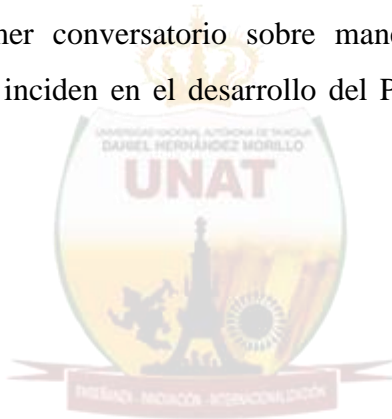 ner conversatorio sobre mane
inciden en el desarrollo del P
UNIVERSIDAD NACIONAL AUTÓNOMA DE TAYACAJA
DANIEL HERNÁNDEZ MORILLO
UNAT
ENSEÑANZA - INNOVACIÓN - INTERNACIONALIZACIÓN